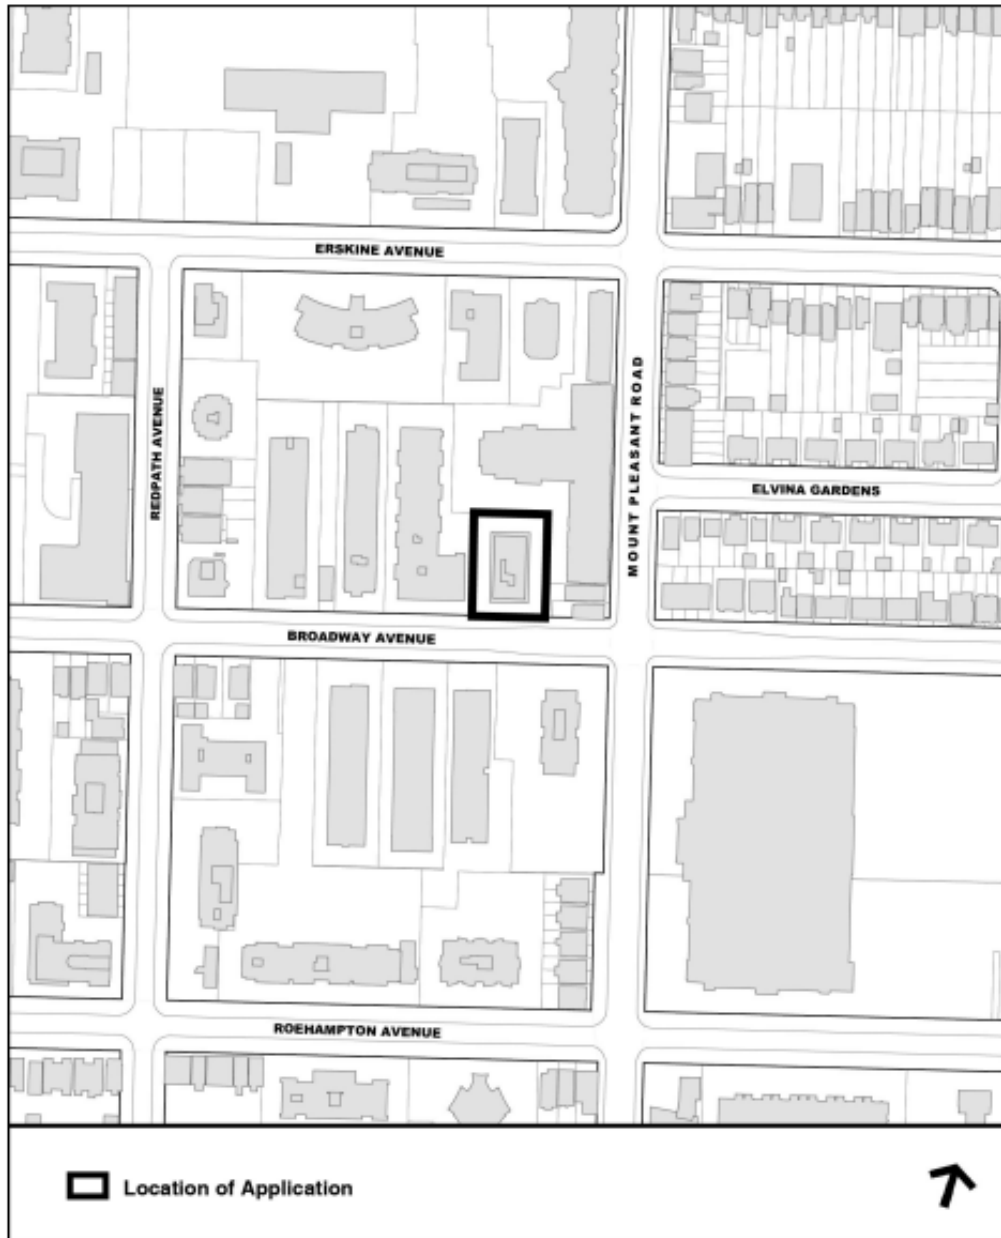 ERSKINE AVENUE
REDPATH AVENUE
MOUNT PLEASANT ROAD
ELVINA GARDENS
BROADWAY AVENUE
ROEHAMPTON AVENUE
Location of Application